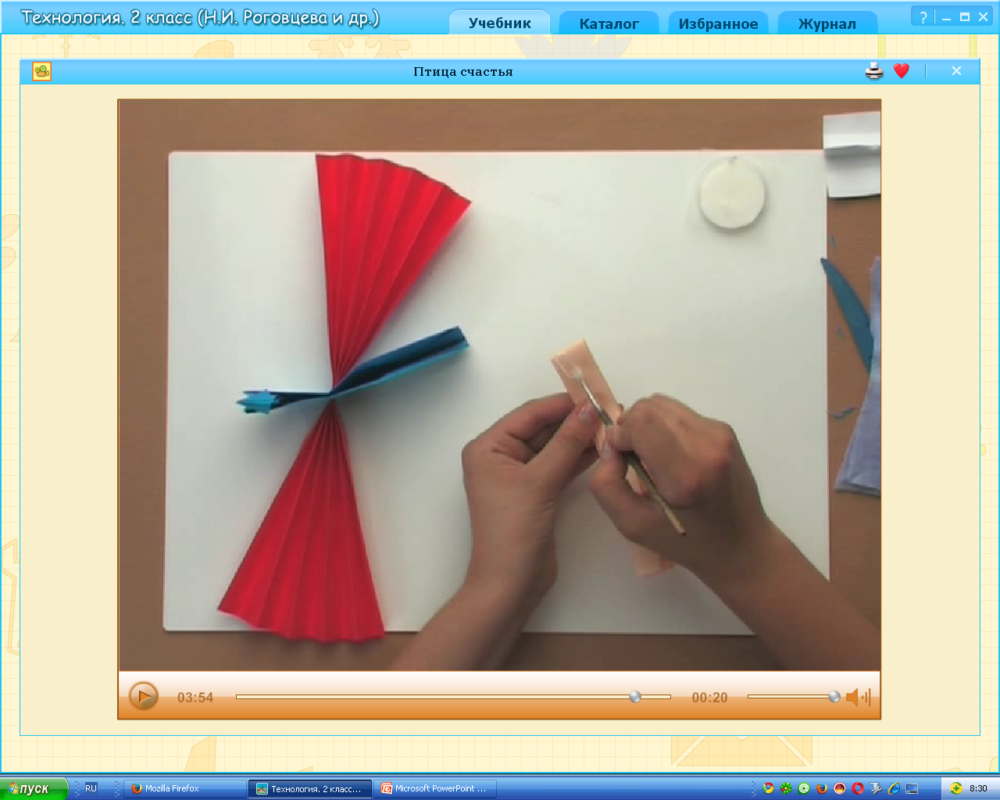 Технология. 2 класс (Н.И. Роговцева и др.)
Учебник
Каталог
Избранное
Журнал
?
Птица счастья
03:54
00:20
пуск
RU
Mozilla Firefox
Технология. 2 класс...
Microsoft PowerPoint ...
8:30